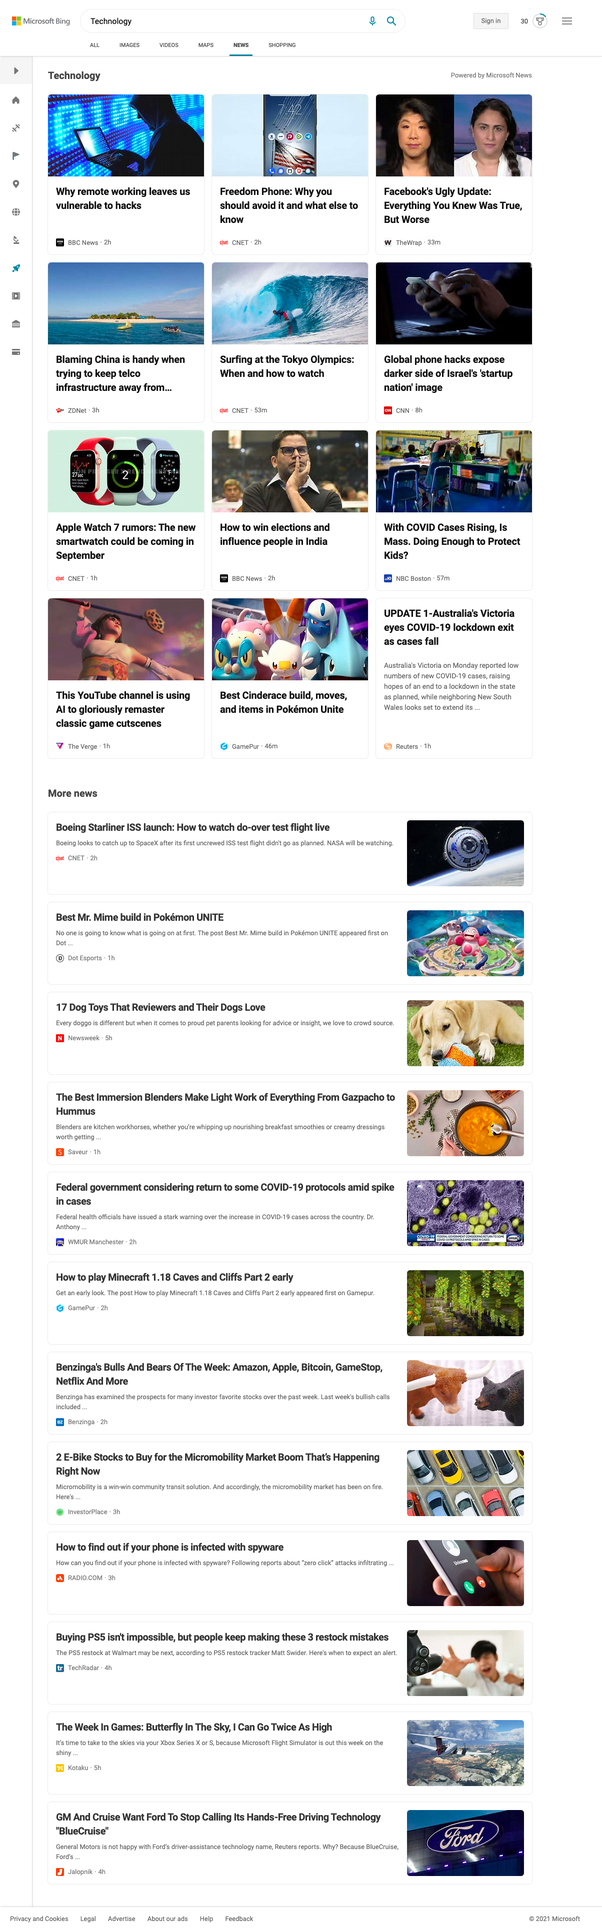 Microsoft Bing
Technology
Sign in
30
ALL
IMAGES
VIDEOS
MAPS
NEWS
SHOPPING
Technology
Powered by Microsoft News
7:42
Why remote working leaves us
vulnerable to hacks
BBC News · 2h
Freedom Phone: Why you
should avoid it and what else to
know
CNET · 2h
Facebook's Ugly Update:
Everything You Knew Was True,
But Worse
TheWrap · 33m
Blaming China is handy when
trying to keep telco
infrastructure away from...
ZDNet · 3h
Surfing at the Tokyo Olympics:
When and how to watch
CNET · 53m
Global phone hacks expose
darker side of Israel's 'startup
nation' image
CNN · 8h
Apple Watch 7 rumors: The new
smartwatch could be coming in
September
CNET · 1h
How to win elections and
influence people in India
BBC News · 2h
With COVID Cases Rising, Is
Mass. Doing Enough to Protect
Kids?
NBC Boston · 57m
This YouTube channel is using
AI to gloriously remaster
classic game cutscenes
The Verge · 1h
Best Cinderace build, moves,
and items in Pokémon Unite
GamePur · 46m
UPDATE 1-Australia's Victoria
eyes COVID-19 lockdown exit
as cases fall
Australia's Victoria on Monday reported low
numbers of new COVID-19 cases, raising
hopes of an end to a lockdown in the state
as planned, while neighboring New South
Wales looks set to extend its ...
Reuters · 1h
More news
Boeing Starliner ISS launch: How to watch do-over test flight live
Boeing looks to catch up to SpaceX after its first uncrewed ISS test flight didn't go as planned. NASA will be watching.
CNET · 2h
Best Mr. Mime build in Pokémon UNITE
No one is going to know what is going on at first. The post Best Mr. Mime build in Pokémon UNITE appeared first on
Dot ...
Dot Esports · 1h
17 Dog Toys That Reviewers and Their Dogs Love
Every doggo is different but when it comes to proud pet parents looking for advice or insight, we love to crowd source.
Newsweek · 5h
The Best Immersion Blenders Make Light Work of Everything From Gazpacho to
Hummus
Blenders are kitchen workhorses, whether you're whipping up nourishing breakfast smoothies or creamy dressings
worth getting ...
Saveur · 1h
Federal government considering return to some COVID-19 protocols amid spike
in cases
Federal health officials have issued a stark warning over the increase in COVID-19 cases across the country. Dr.
Anthony ...
WMUR Manchester · 2h
How to play Minecraft 1.18 Caves and Cliffs Part 2 early
Get an early look. The post How to play Minecraft 1.18 Caves and Cliffs Part 2 early appeared first on Gamepur.
GamePur · 2h
Benzinga's Bulls And Bears Of The Week: Amazon, Apple, Bitcoin, GameStop,
Netflix And More
Benzinga has examined the prospects for many investor favorite stocks over the past week. Last week's bullish calls
included ...
Benzinga · 2h
2 E-Bike Stocks to Buy for the Micromobility Market Boom That's Happening
Right Now
Micromobility is a win-win community transit solution. And accordingly, the micromobility market has been on fire.
Here's ...
InvestorPlace · 3h
How to find out if your phone is infected with spyware
How can you find out if your phone is infected with spyware? Following reports about "zero click" attacks infiltrating ...
RADIO.COM · 3h
Buying PS5 isn't impossible, but people keep making these 3 restock mistakes
The PS5 restock at Walmart may be next, according to PS5 restock tracker Matt Swider. Here's when to expect an alert.
TechRadar · 4h
The Week In Games: Butterfly In The Sky, I Can Go Twice As High
It's time to take to the skies via your Xbox Series X or S, because Microsoft Flight Simulator is out this week on the
shiny ...
Kotaku · 5h
GM And Cruise Want Ford To Stop Calling Its Hands-Free Driving Technology
"BlueCruise"
General Motors is not happy with Ford's driver-assistance technology name, Reuters reports. Why? Because BlueCruise,
Ford's ...
Jalopnik · 4h
Ford
Privacy and Cookies
Legal
Advertise
About our ads
Help
Feedback
© 2021 Microsoft